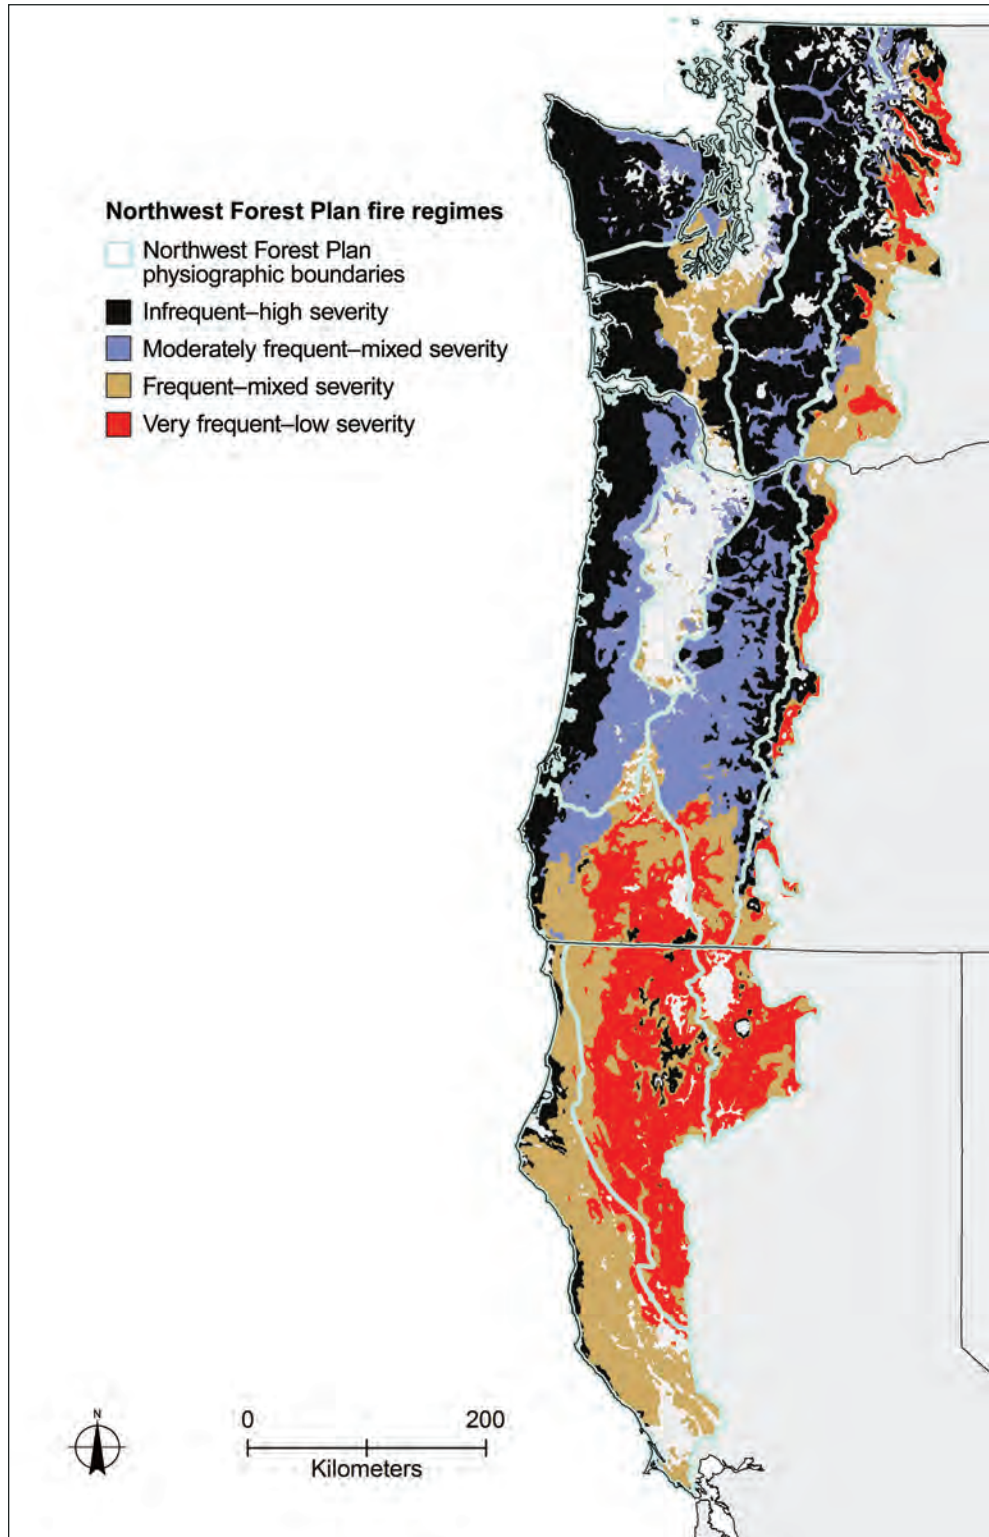 Northwest Forest Plan fire regimes
Northwest Forest Plan
physiographic boundaries
Infrequent–high severity
Moderately frequent–mixed severity
Frequent–mixed severity
Very frequent–low severity
N
0 200
Kilometers